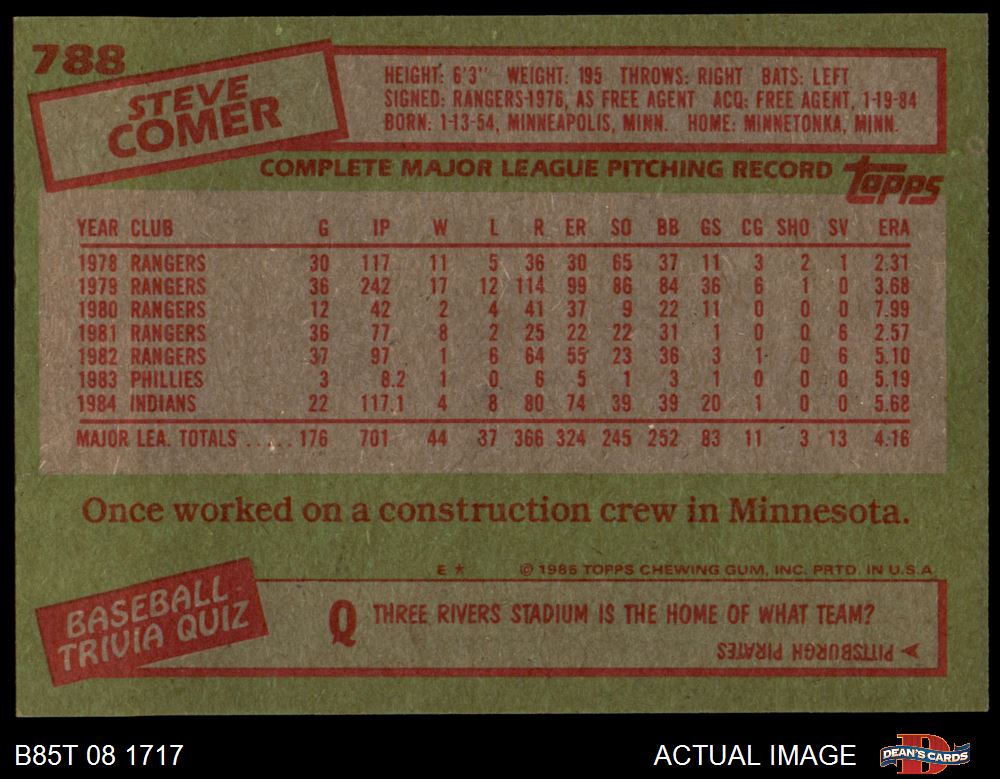 788
STEVE
COMER
HEIGHT: 6'3" WEIGHT: 195 THROWS: RIGHT BATS: LEFT
SIGNED: RANGERS-1976, AS FREE AGENT ACQ: FREE AGENT, 1-19-84
BORN: 1-13-54, MINNEAPOLIS, MINN. HOME: MINNETONKA, MINN.
COMPLETE MAJOR LEAGUE PITCHING RECORD topps
YEAR CLUB G IP W L R ER SO BB GS CG SHO SV ERA
1978 RANGERS 30 117 11 5 36 30 65 37 11 3 2 1 2.31
1979 RANGERS 36 242 17 12 114 99 86 84 36 6 1 0 3.68
1980 RANGERS 12 42 2 4 41 37 9 22 11 0 0 0 7.99
1981 RANGERS 36 77 8 2 25 22 22 31 1 0 0 6 2.57
1982 RANGERS 37 97 1 6 64 55 23 36 3 1 0 6 5.10
1983 PHILLIES 3 8.2 1 0 6 5 1 3 1 0 0 0 5.19
1984 INDIANS 22 117.1 4 8 80 74 39 39 20 1 0 0 5.68
MAJOR LEA. TOTALS ..... 176 701 44 37 366 324 245 252 83 11 3 13 4.16
Once worked on a construction crew in Minnesota.
E * © 1985 TOPPS CHEWING GUM, INC. PRTD. IN U.S.A.
BASEBALL
TRIVIA QUIZ
Q THREE RIVERS STADIUM IS THE HOME OF WHAT TEAM?
PITTSBURGH PIRATES
B85T 08 1717
ACTUAL IMAGE
D DEAN'S CARDS